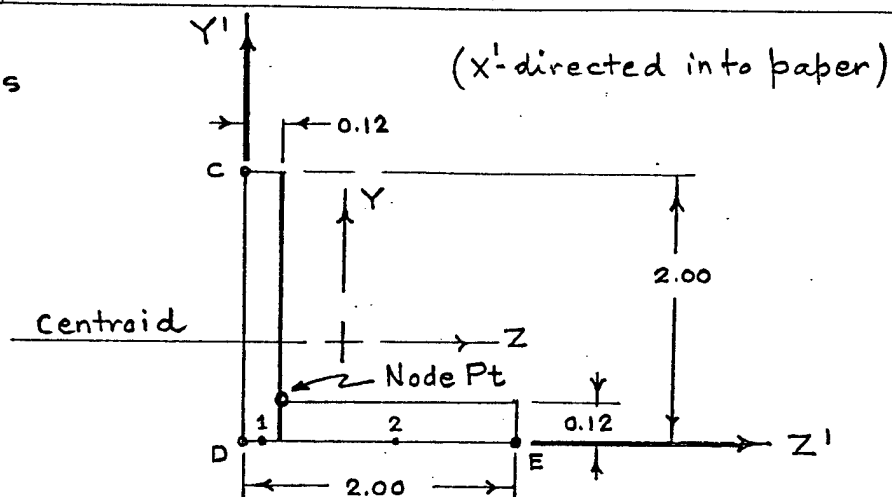 Y'
(x'-directed into paper)
s
0.12
C
Y
2.00
Centroid
Z
Node Pt
1
2
0.12
D
E
Z'
2.00